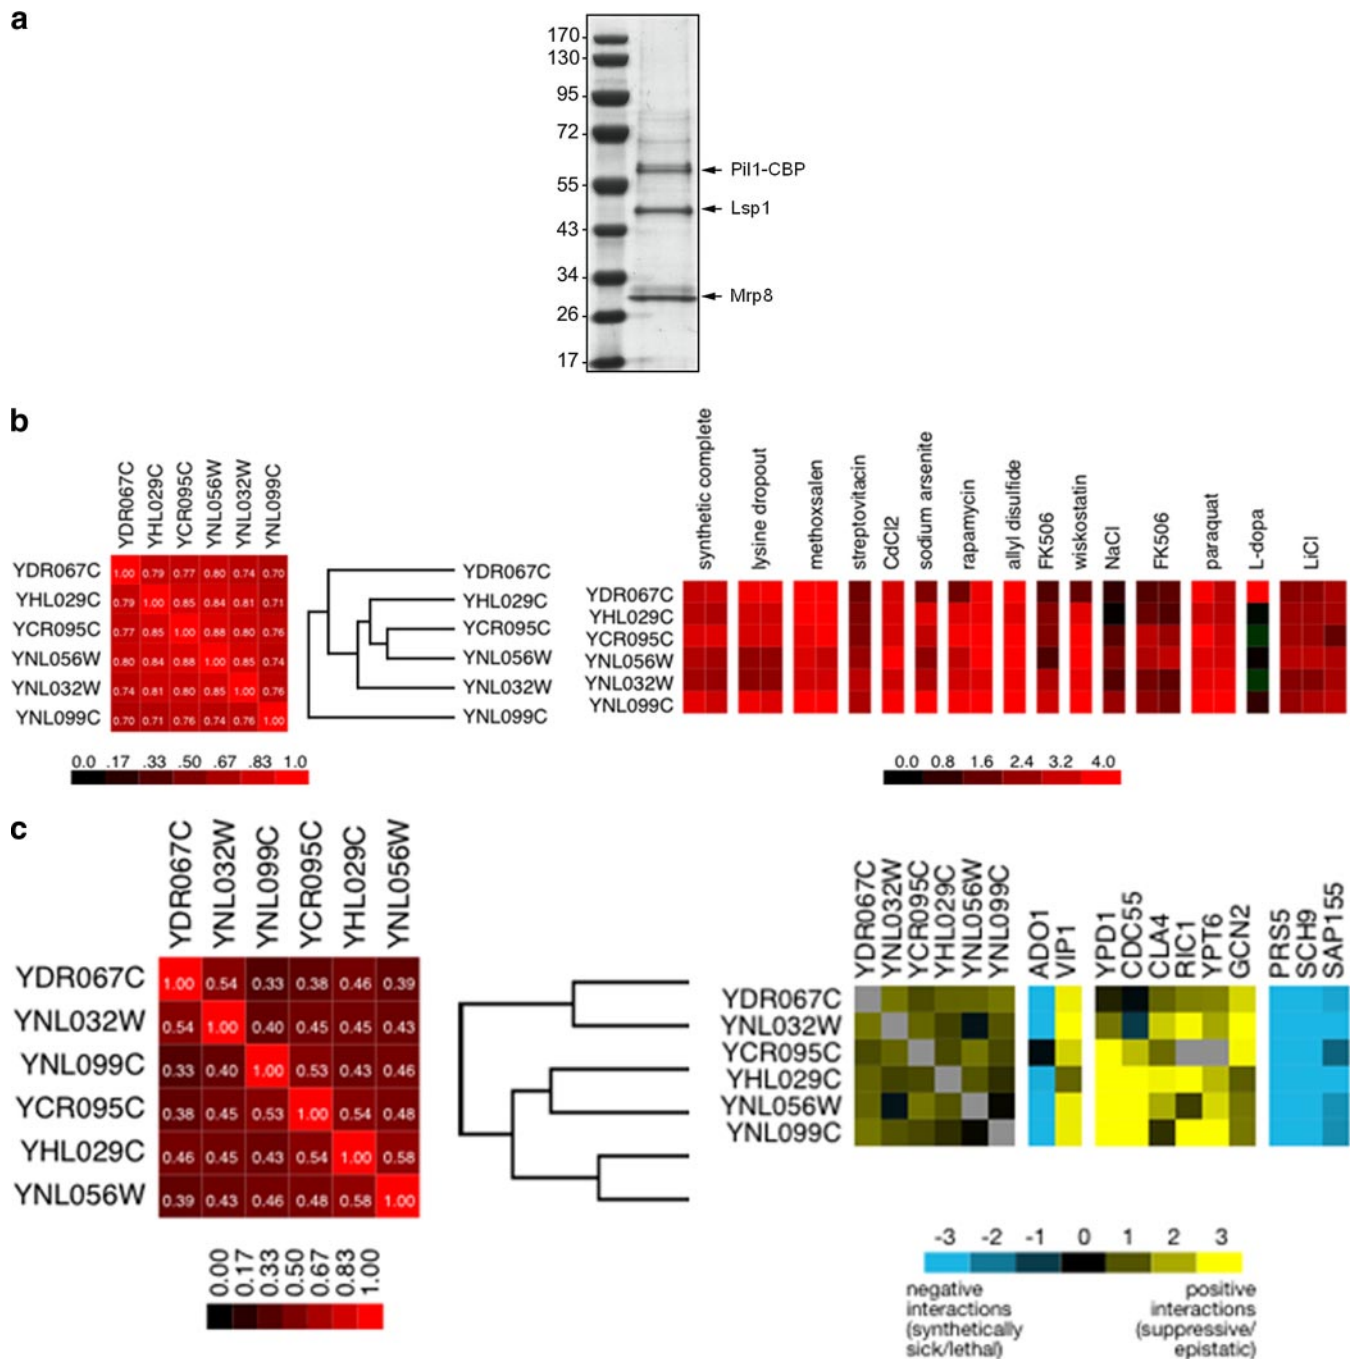 a
170
130
95
72
55
43
34
26
17
Pil1-CBP
Lsp1
Mrp8
b
YDR067C YHL029C YCR095C YNL056W YNL032W YNL099C
YDR067C 1.00 0.79 0.77 0.80 0.74 0.70
YHL029C 0.79 1.00 0.85 0.84 0.81 0.71
YCR095C 0.77 0.85 1.00 0.88 0.80 0.76
YNL056W 0.80 0.84 0.88 1.00 0.85 0.74
YNL032W 0.74 0.81 0.80 0.85 1.00 0.76
YNL099C 0.70 0.71 0.76 0.74 0.76 1.00
0.0 .17 .33 .50 .67 .83 1.0
YDR067C
YHL029C
YCR095C
YNL056W
YNL032W
YNL099C
synthetic complete
lysine dropout
methoxsalen
streptovitacin
CdCl2
sodium arsenite
rapamycin
allyl disulfide
FK506
wiskostatin
NaCl
FK506
paraquat
L-dopa
LiCl
YDR067C
YHL029C
YCR095C
YNL056W
YNL032W
YNL099C
0.0 0.8 1.6 2.4 3.2 4.0
c
YDR067C YNL032W YNL099C YCR095C YHL029C YNL056W
YDR067C 1.00 0.54 0.33 0.38 0.46 0.39
YNL032W 0.54 1.00 0.40 0.45 0.45 0.43
YNL099C 0.33 0.40 1.00 0.53 0.43 0.46
YCR095C 0.38 0.45 0.53 1.00 0.54 0.48
YHL029C 0.46 0.45 0.43 0.54 1.00 0.58
YNL056W 0.39 0.43 0.46 0.48 0.58 1.00
0.00 0.17 0.33 0.50 0.67 0.83 1.00
YDR067C YNL032W YCR095C YHL029C YNL056W YNL099C ADO1 VIP1 YPD1 CDC55 CLA4 RIC1 YPT6 GCN2 PRS5 SCH9 SAP155
YDR067C
YNL032W
YCR095C
YHL029C
YNL056W
YNL099C
-3 -2 -1 0 1 2 3
negative
interactions
(synthetically
sick/lethal)
positive
interactions
(suppressive/
epistatic)